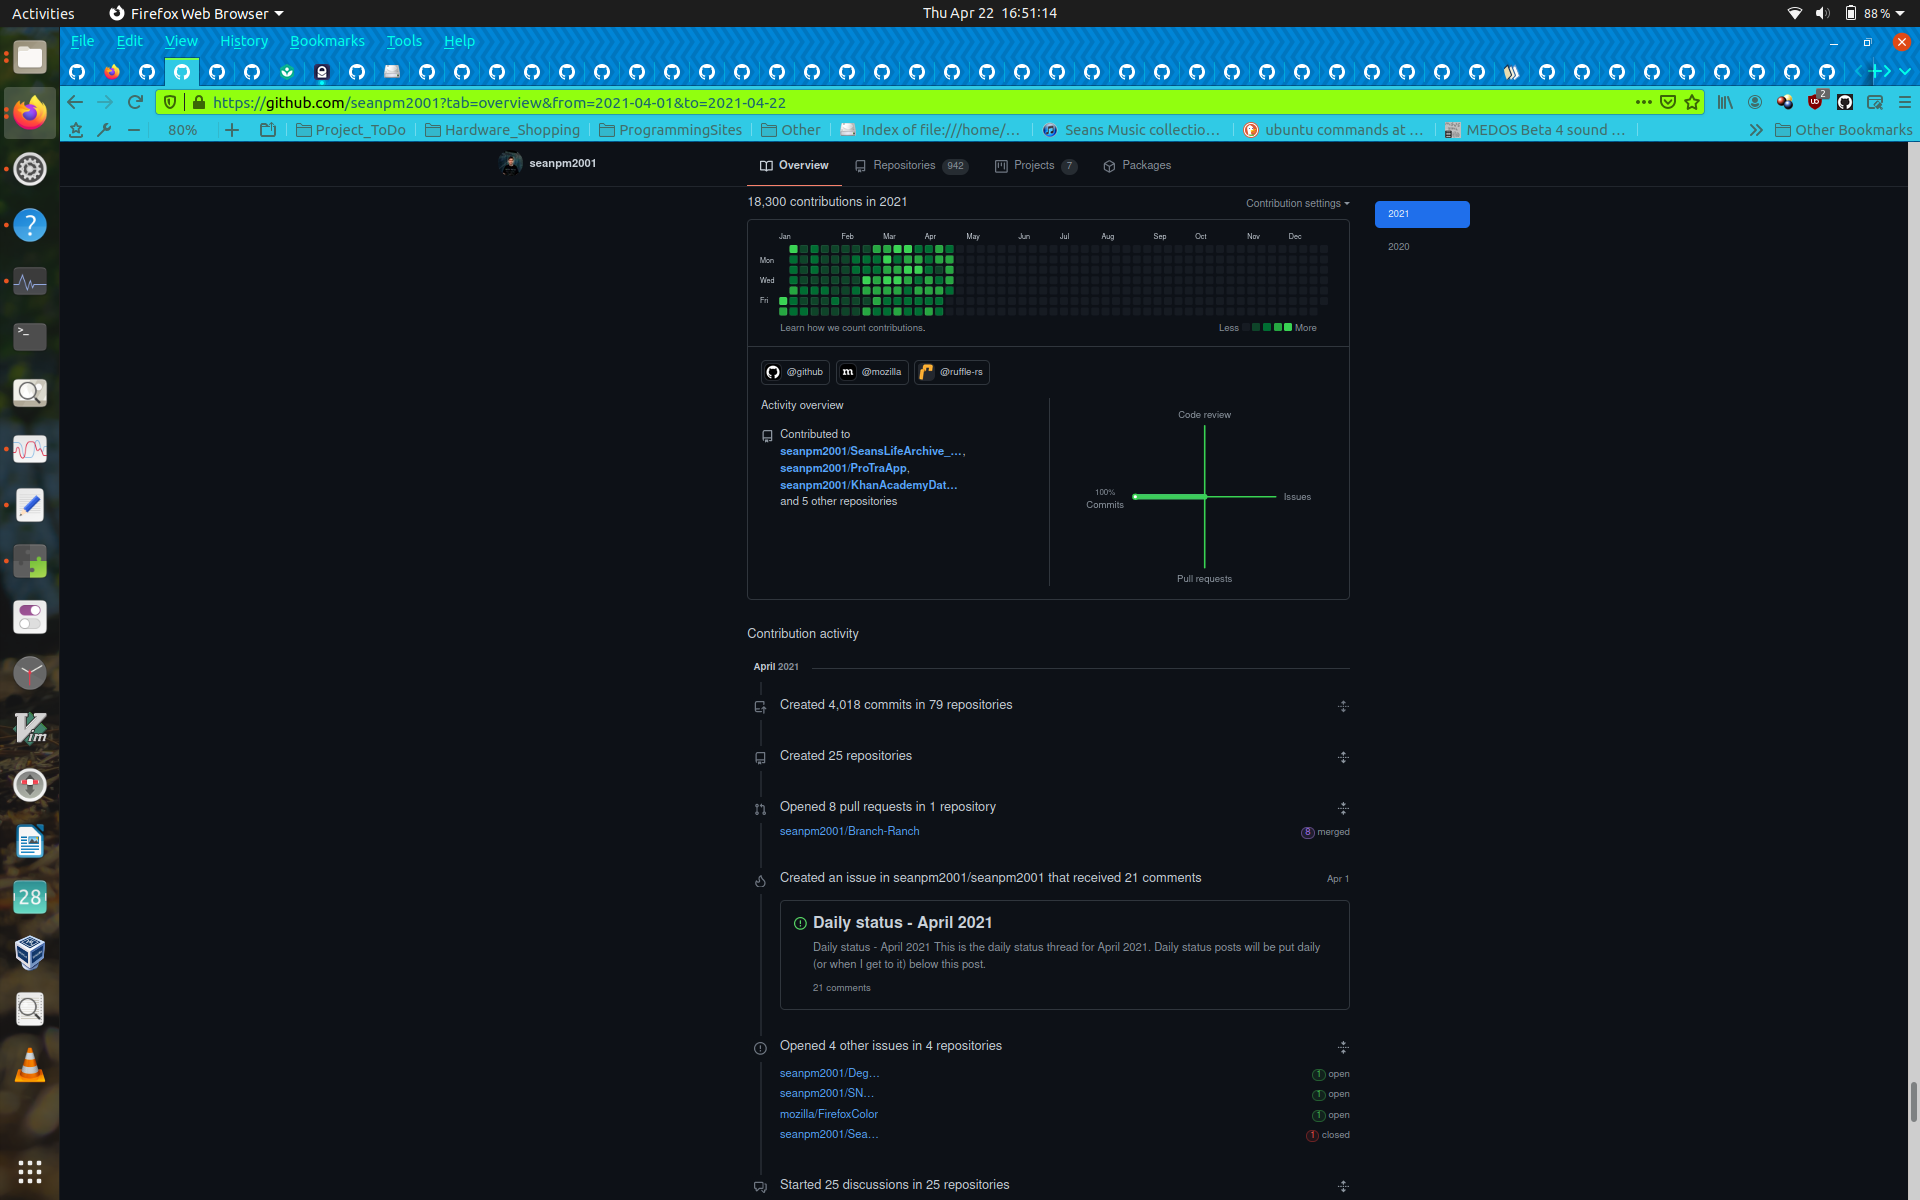 Activities Firefox Web Browser Thu Apr 22 16:51:14 88 %
File Edit View History Bookmarks Tools Help
https://github.com/seanpm2001?tab=overview&from=2021-04-01&to=2021-04-22
2
80% Project_ToDo Hardware_Shopping ProgrammingSites Other Index of file:///home/... Seans Music collectio... ubuntu commands at ... MEDOS Beta 4 sound ... Other Bookmarks
seanpm2001 Overview Repositories 942 Projects 7 Packages
18,300 contributions in 2021 Contribution settings
2021
2020
Jan Feb Mar Apr May Jun Jul Aug Sep Oct Nov Dec
Mon
Wed
Fri
Learn how we count contributions. Less More
@github m @mozilla @ruffle-rs
Activity overview
Contributed to
seanpm2001/SeansLifeArchive_...,
seanpm2001/ProTraApp,
seanpm2001/KhanAcademyDat...
and 5 other repositories
Code review
100%
Commits
Issues
Pull requests
Contribution activity
April 2021
Created 4,018 commits in 79 repositories
Created 25 repositories
Opened 8 pull requests in 1 repository
seanpm2001/Branch-Ranch 8 merged
Created an issue in seanpm2001/seanpm2001 that received 21 comments Apr 1
Daily status - April 2021
Daily status - April 2021 This is the daily status thread for April 2021. Daily status posts will be put daily
(or when I get to it) below this post.
21 comments
Opened 4 other issues in 4 repositories
seanpm2001/Deg... 1 open
seanpm2001/SN... 1 open
mozilla/FirefoxColor 1 open
seanpm2001/Sea... 1 closed
Started 25 discussions in 25 repositories
>_
?
Vim
28